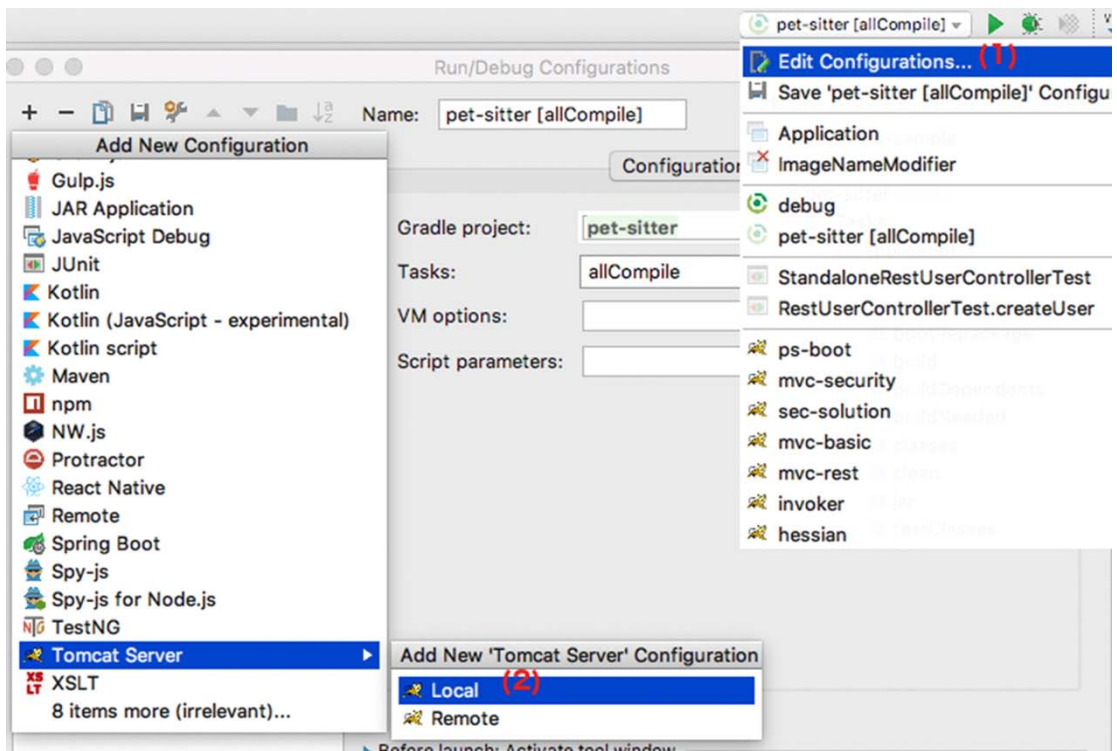 pet-sitter [allCompile]
Run/Debug Configurations
Edit Configurations... (1)
Save 'pet-sitter [allCompile]' Configu
Name: pet-sitter [allCompile]
Add New Configuration
Application
ImageNameModifier
Configuration
Gulp.js
JAR Application
JavaScript Debug
JUnit
Kotlin
Kotlin (JavaScript - experimental)
Kotlin script
Maven
npm
NW.js
Protractor
React Native
Remote
Spring Boot
Spy-js
Spy-js for Node.js
TestNG
Tomcat Server
XSLT
8 items more (irrelevant)...
Gradle project: pet-sitter
Tasks: allCompile
VM options:
Script parameters:
debug
pet-sitter [allCompile]
StandaloneRestUserControllerTest
RestUserControllerTest.createUser
ps-boot
mvc-security
sec-solution
mvc-basic
mvc-rest
invoker
hessian
Add New 'Tomcat Server' Configuration
Local (2)
Remote
Before launch: Activate tool window